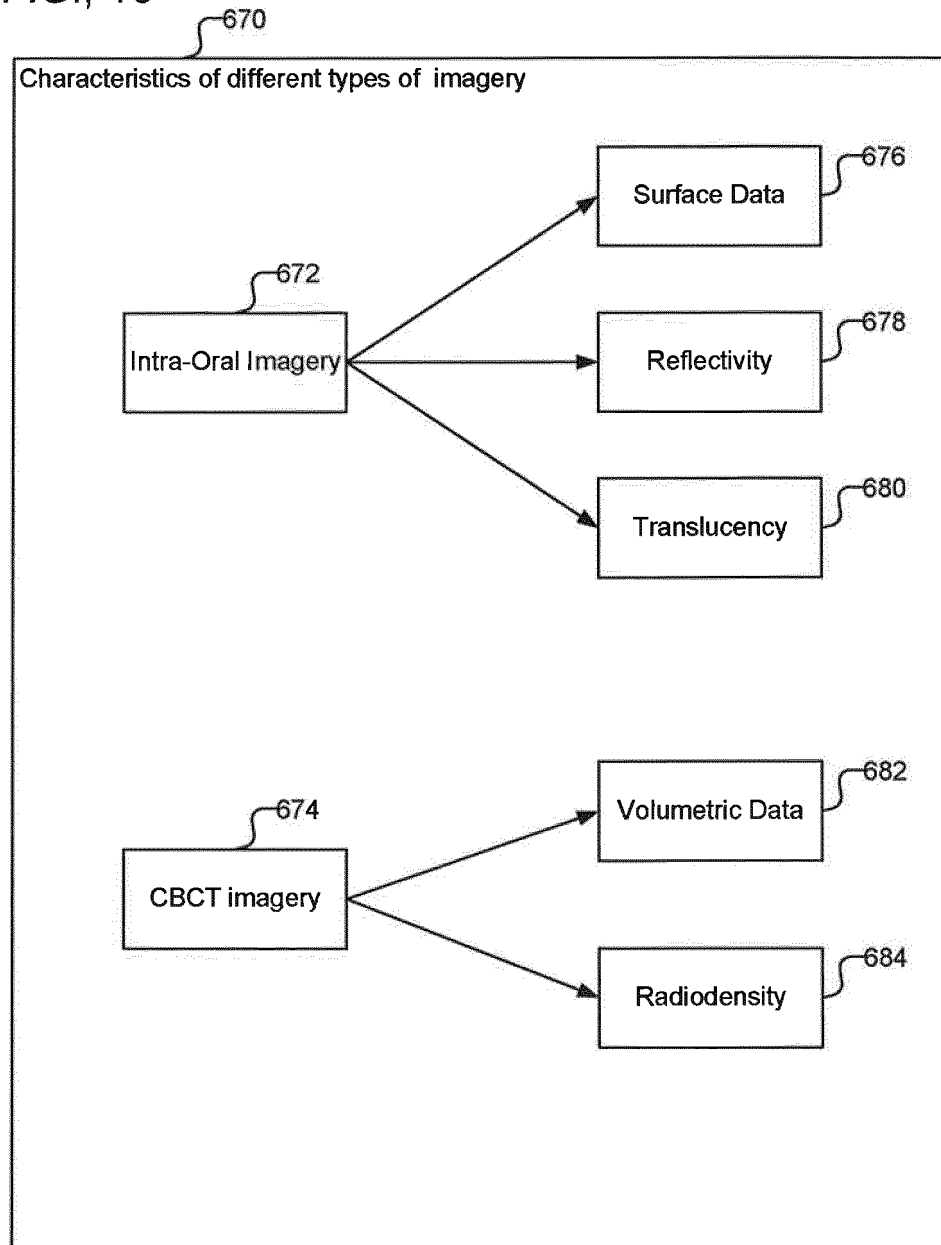 670
Characteristics of different types of imagery
676
Surface Data
672
678
Intra-Oral Imagery
Reflectivity
680
Translucency
682
674
Volumetric Data
CBCT imagery
684
Radiodensity